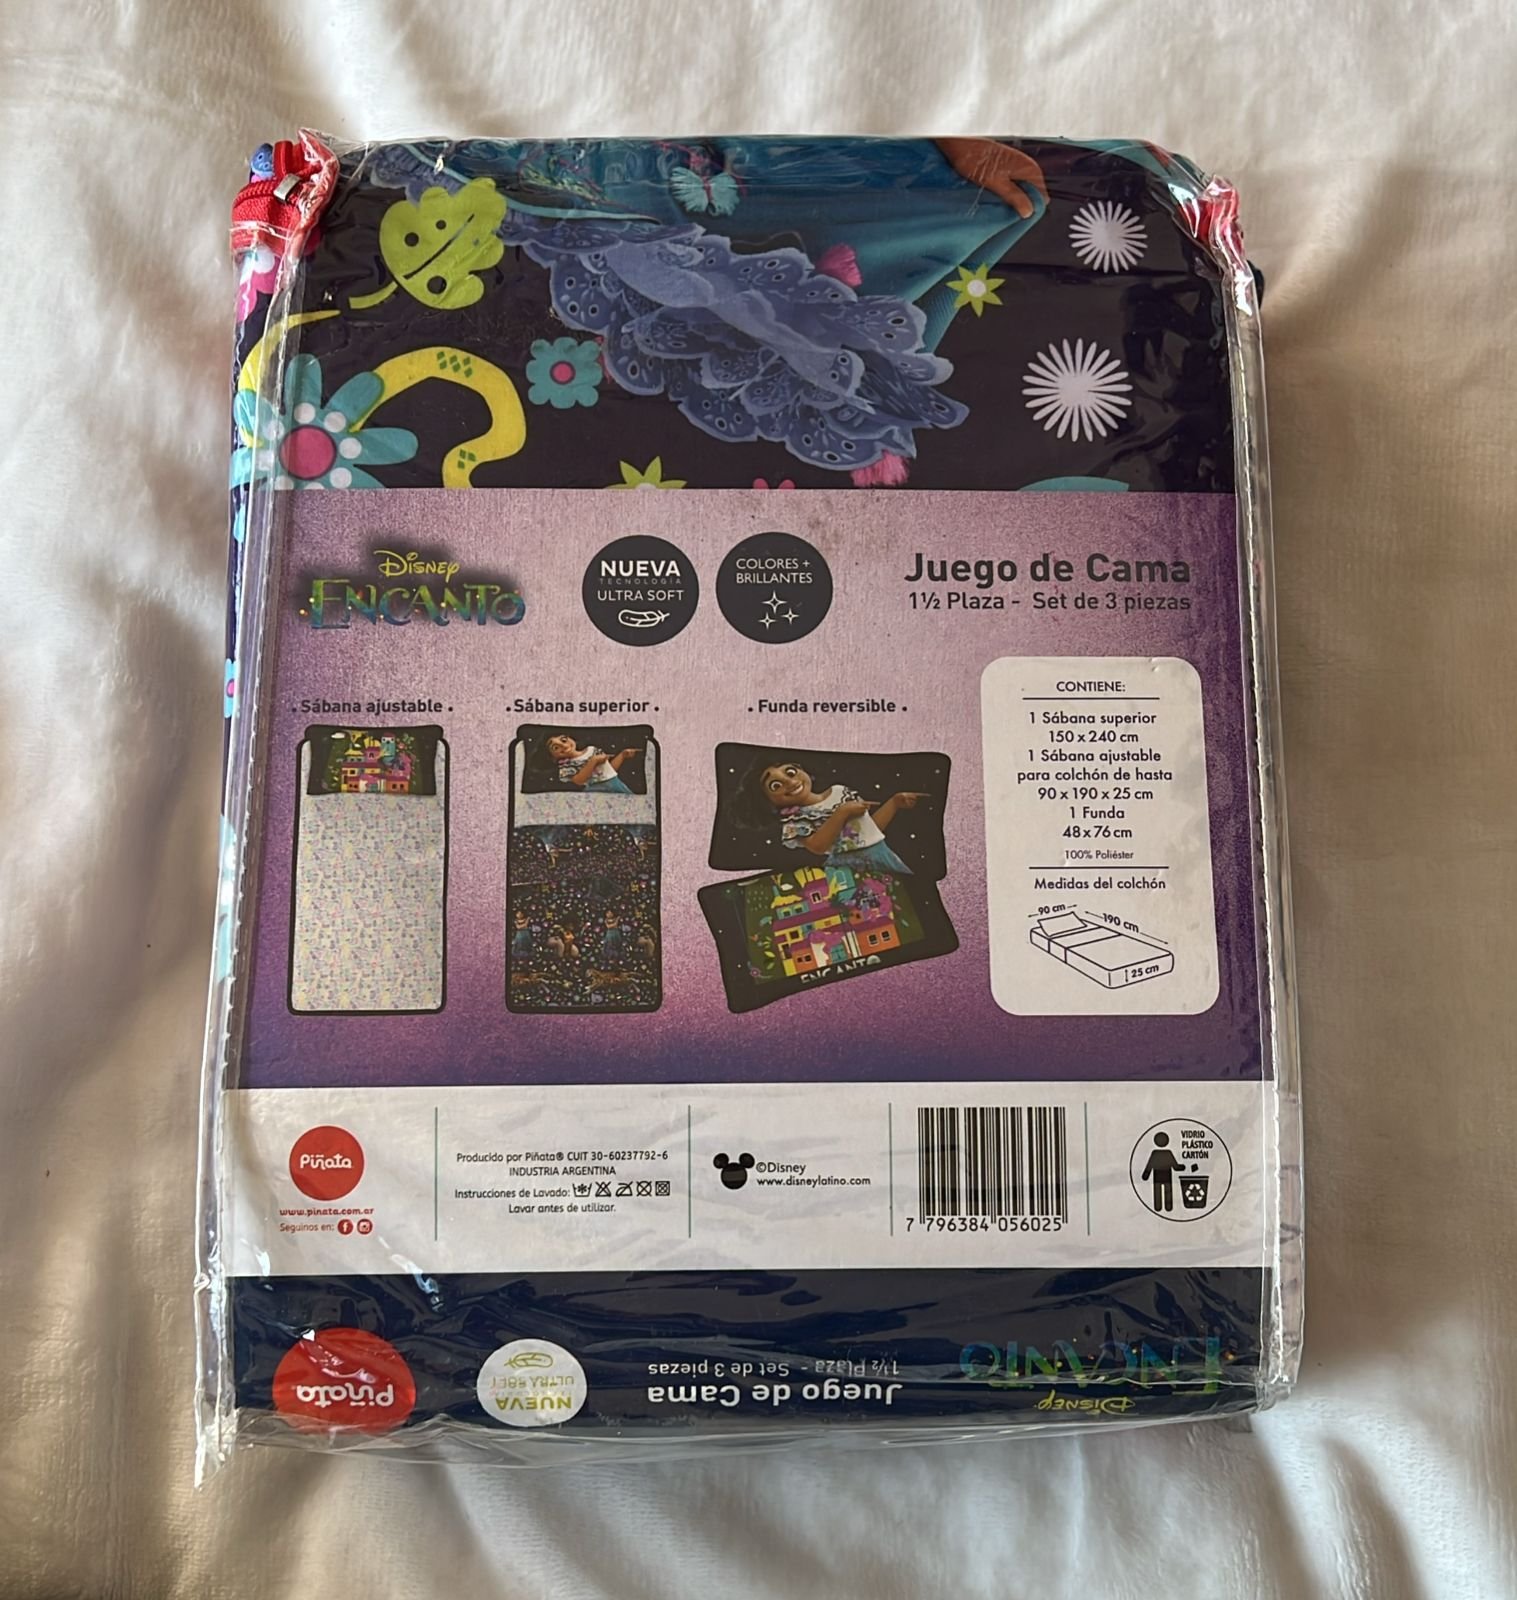 Disney
ENCANTO
NUEVA
TECNOLOGÍA
ULTRA SOFT
COLORES +
BRILLANTES
Juego de Cama
1½ Plaza - Set de 3 piezas
. Sábana ajustable .
. Sábana superior .
. Funda reversible .
ENCANTO
CONTIENE:
1 Sábana superior
150 x 240 cm
1 Sábana ajustable
para colchón de hasta
90 x 190 x 25 cm
1 Funda
48 x 76 cm
100% Poliéster
Medidas del colchón
90 cm
190 cm
25 cm
Piñata
www.pinata.com.ar
Seguinos en:
Producido por Piñata® CUIT 30-60237792-6
INDUSTRIA ARGENTINA
Instrucciones de Lavado:
Lavar antes de utilizar.
©Disney
www.disneylatino.com
7 796384 056025
VIDRIO
PLÁSTICO
CARTÓN
Disney
ENCANTO
Juego de Cama
1½ Plaza - Set de 3 piezas
NUEVA
TECNOLOGÍA
ULTRA SOFT
Piñata